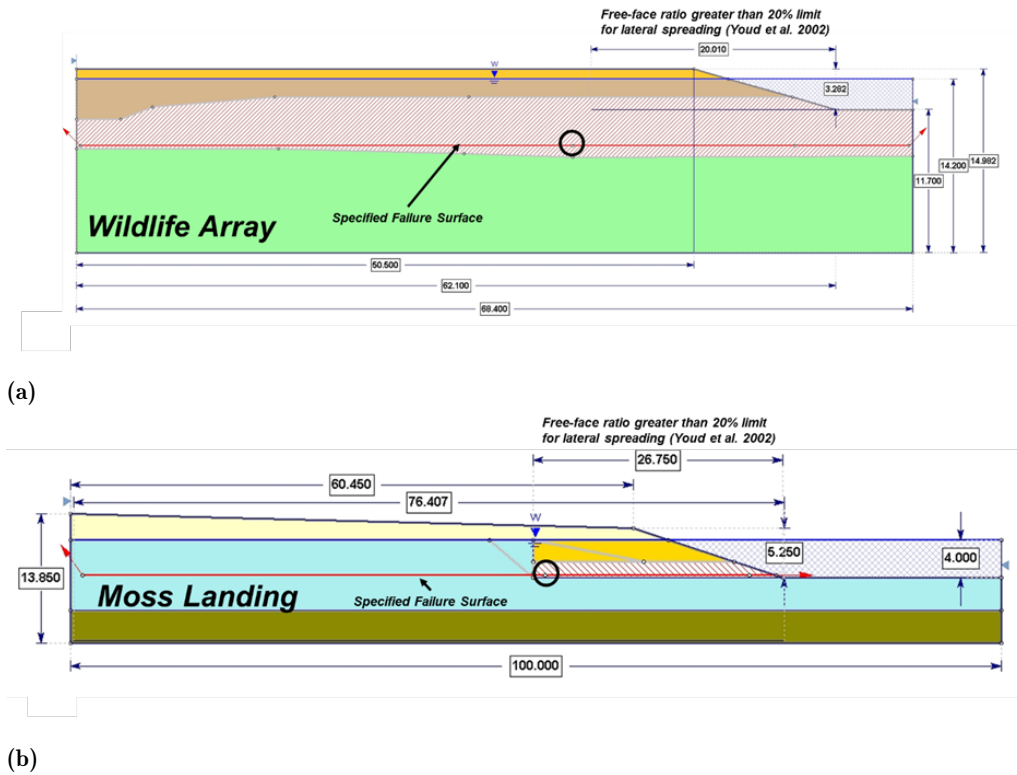 Free-face ratio greater than 20% limit
for lateral spreading (Youd et al. 2002)
20.010
W
3.282
14.200
14.982
11.700
Specified Failure Surface
Wildlife Array
50.500
62.100
68.400
(a)
Free-face ratio greater than 20% limit
for lateral spreading (Youd et al. 2002)
26.750
60.450
76.407
W
5.250
4.000
13.850
Moss Landing
Specified Failure Surface
100.000
(b)